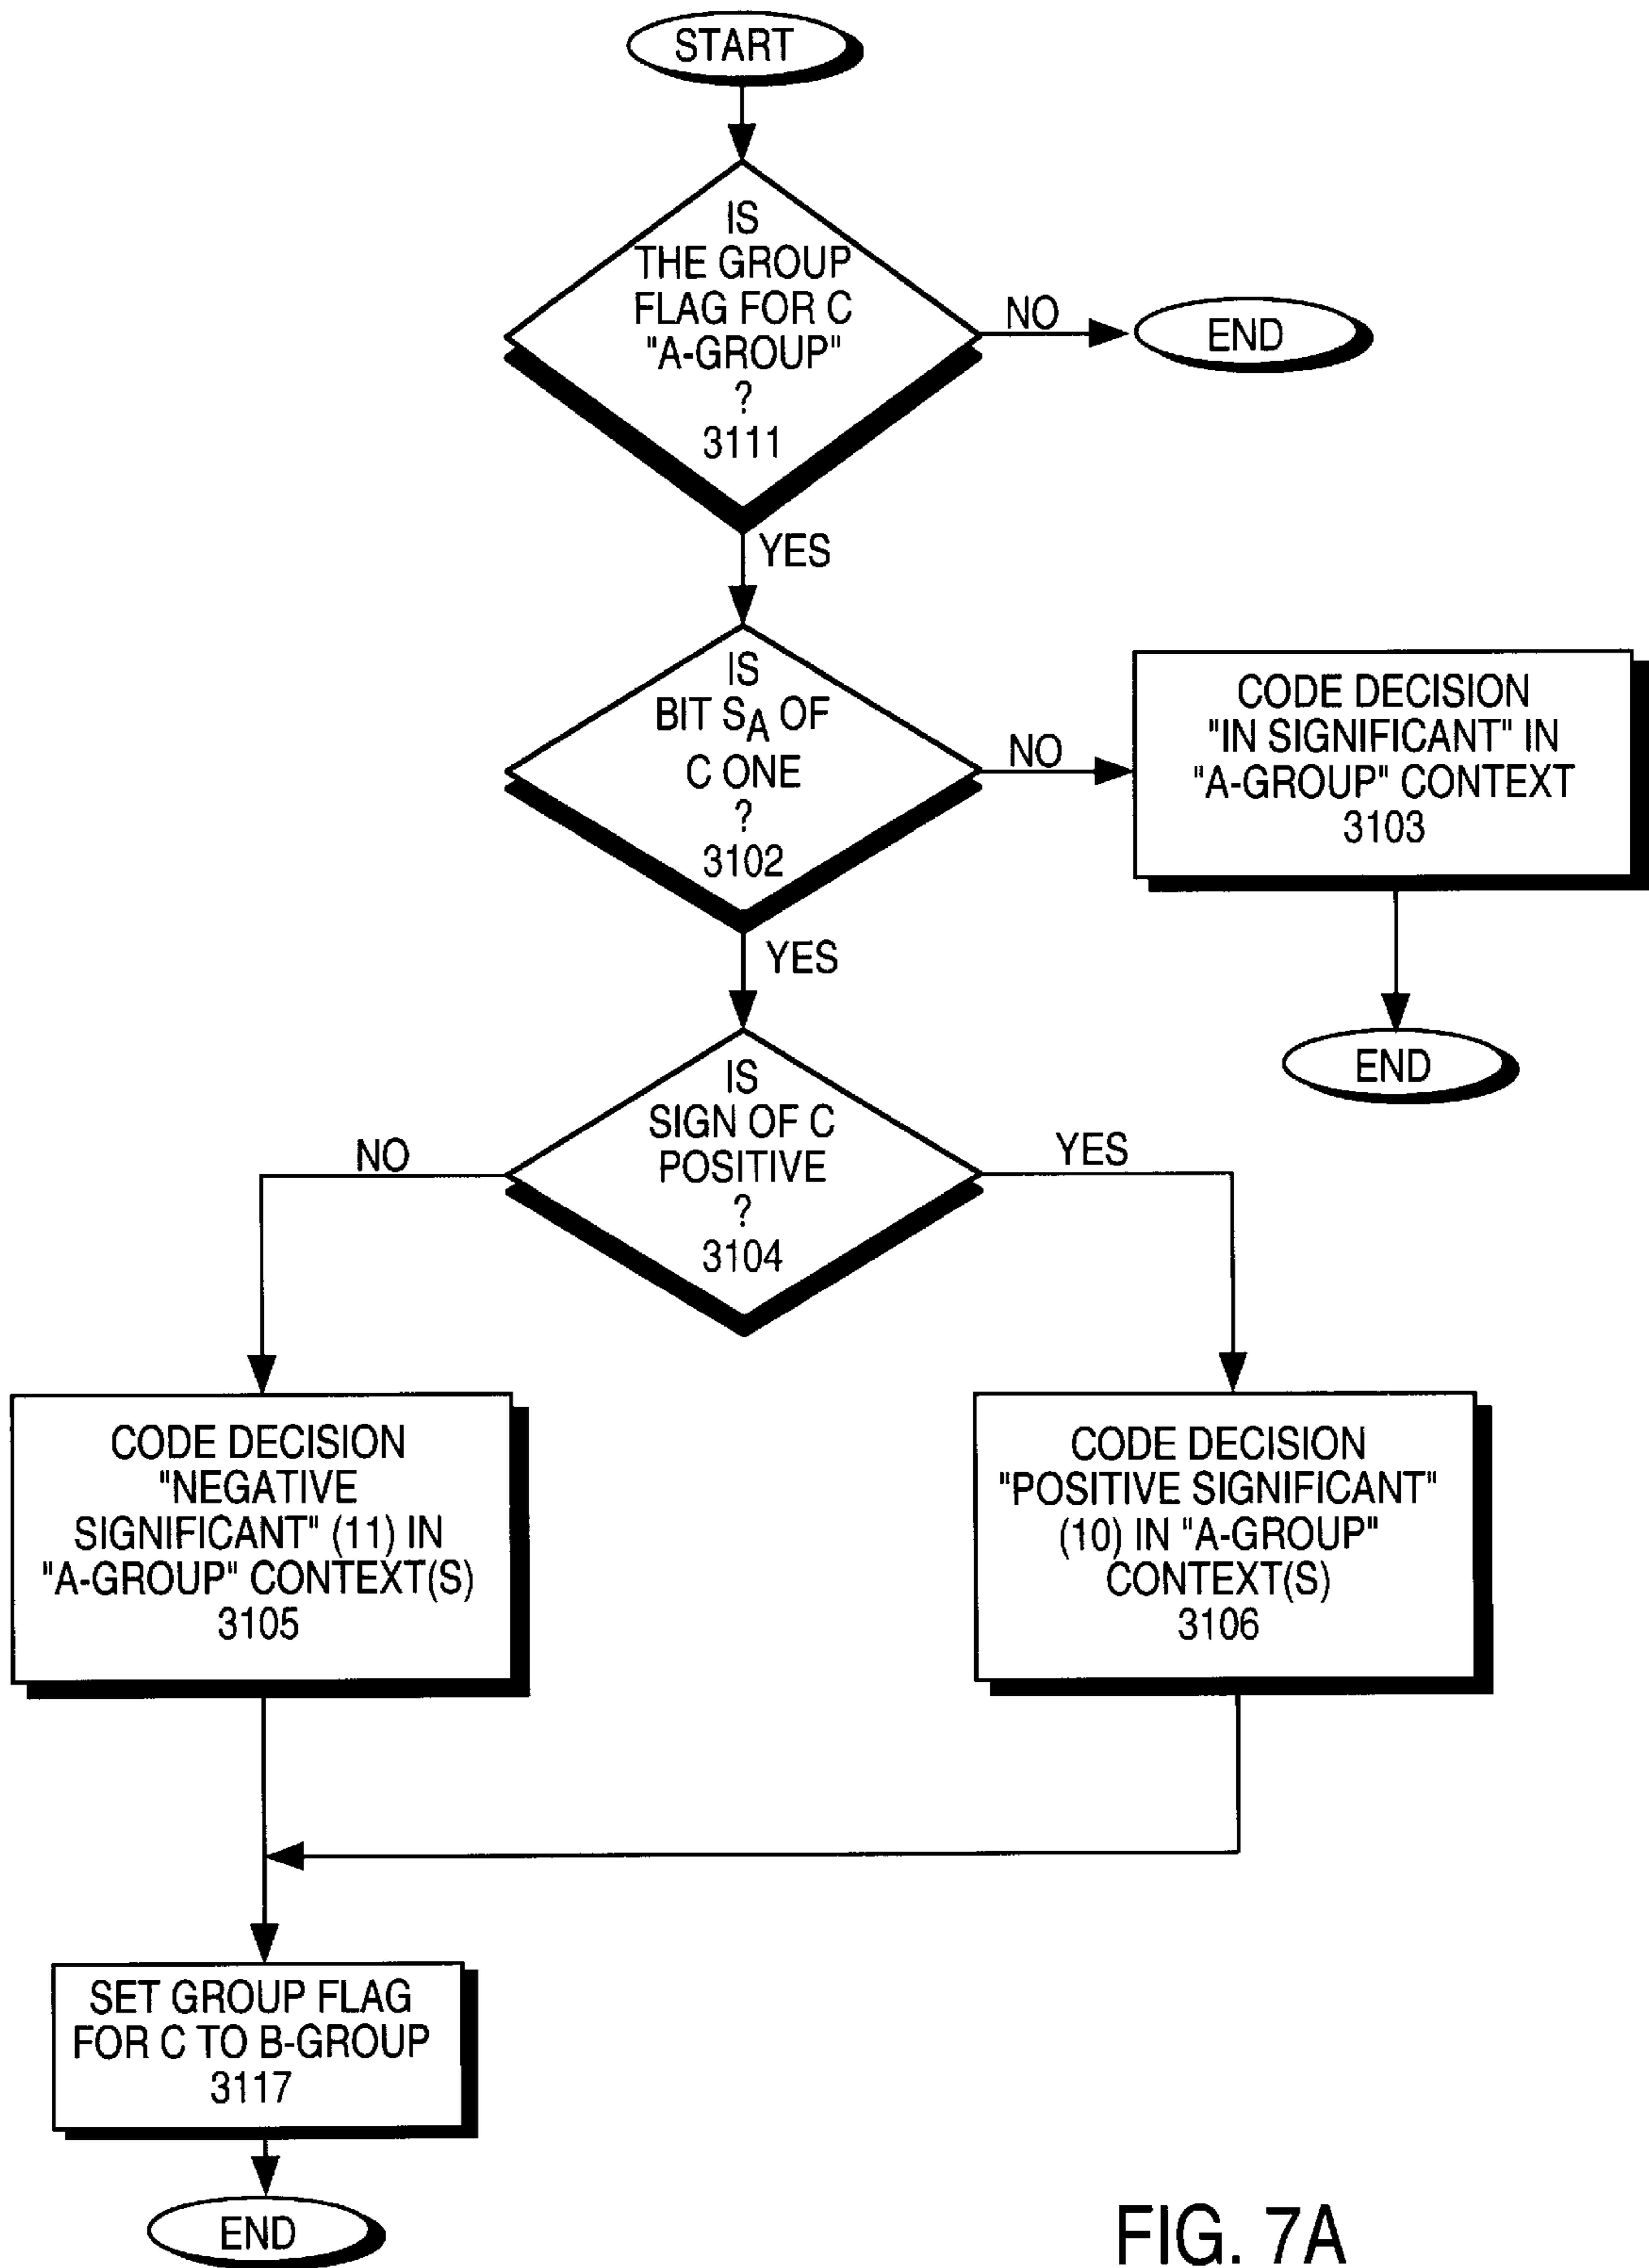 START
IS
THE GROUP
FLAG FOR C
"A-GROUP"
?
3111
NO
END
YES
IS
BIT SA OF
C ONE
?
3102
NO
CODE DECISION
"IN SIGNIFICANT" IN
"A-GROUP" CONTEXT
3103
YES
END
IS
SIGN OF C
POSITIVE
?
3104
NO
YES
CODE DECISION
"NEGATIVE
SIGNIFICANT" (11) IN
"A-GROUP" CONTEXT(S)
3105
CODE DECISION
"POSITIVE SIGNIFICANT"
(10) IN "A-GROUP"
CONTEXT(S)
3106
SET GROUP FLAG
FOR C TO B-GROUP
3117
END
FIG. 7A